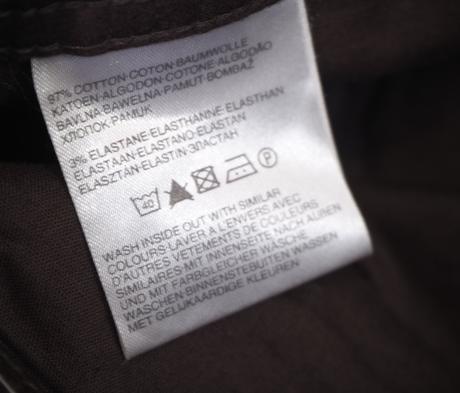 97% COTTON·COTON·BAUMWOLLE
KATOEN·ALGODON·COTONE·ALGODÃO
BAVLNA·BAWELNA·PAMUT·BOMBAŽ
ХЛОПОК·PAMUK
3% ELASTANE·ELASTHANNE·ELASTHAN
ELASTAAN·ELASTANO·ELASTAN
ELASZTAN·ELASTIN·ЭЛАСТАН
40 P
WASH INSIDE OUT WITH SIMILAR
COLOURS·LAVER A L'ENVERS AVEC
D'AUTRES VETEMENTS DE COULEURS
SIMILAIRES·MIT INNENSEITE NACH AUßEN
UND MIT FARBGLEICHER WÄSCHE
WASCHEN·BINNENSTEBUITEN WASSEN
MET GELIJKAARDIGE KLEUREN